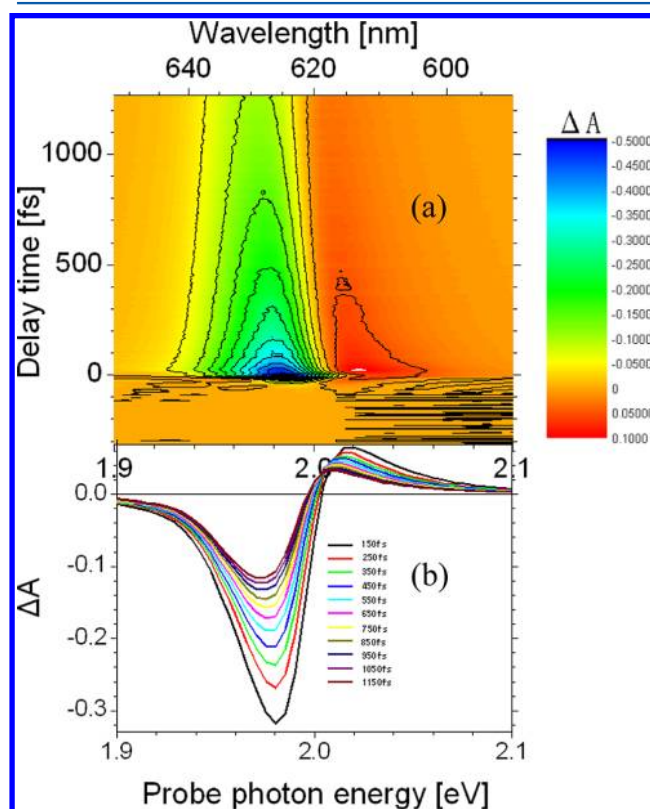 Wavelength [nm]
640 620 600
Delay time [fs]
1000
500
0
(a)
Δ A
-0.5000
-0.4500
-0.4000
-0.3500
-0.3000
-0.2500
-0.2000
-0.1500
-0.1000
-0.05000
0
0.05000
0.1000
1.9 2.0 2.1
ΔA
0.0
-0.1
-0.2
-0.3
(b)
150fs
250fs
350fs
450fs
550fs
650fs
750fs
850fs
950fs
1050fs
1150fs
1.9 2.0 2.1
Probe photon energy [eV]